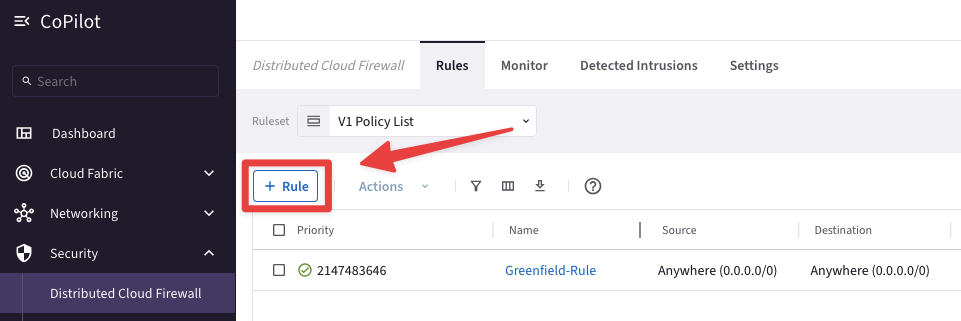 CoPilot
Search
Dashboard
Cloud Fabric
Networking
Security
Distributed Cloud Firewall
Distributed Cloud Firewall Rules Monitor Detected Intrusions Settings
Ruleset V1 Policy List
+ Rule Actions ?
Priority Name Source Destination
2147483646 Greenfield-Rule Anywhere (0.0.0.0/0) Anywhere (0.0.0.0/0)